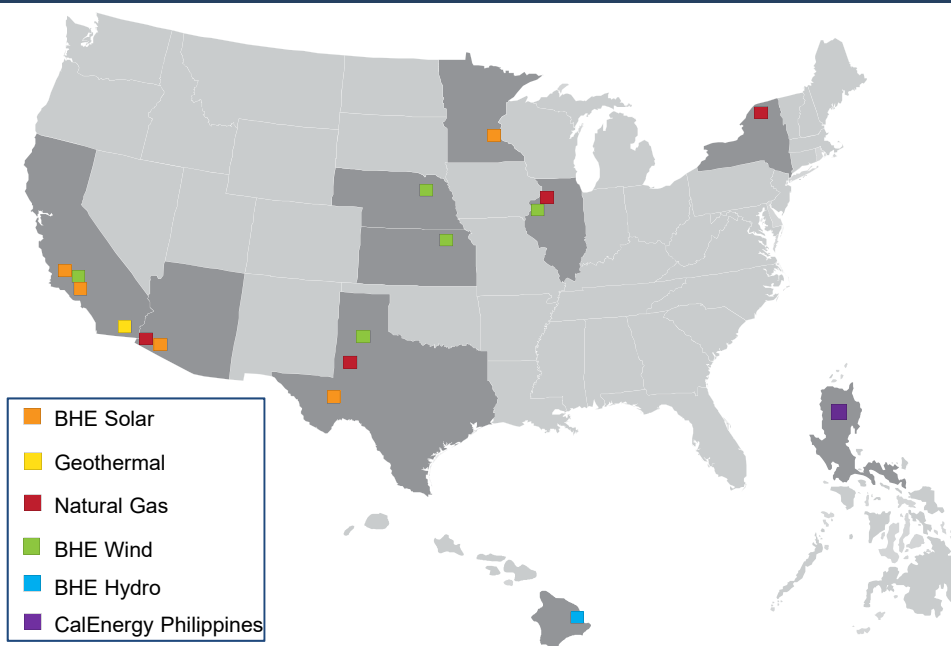 BHE Solar
Geothermal
Natural Gas
BHE Wind
BHE Hydro
CalEnergy Philippines